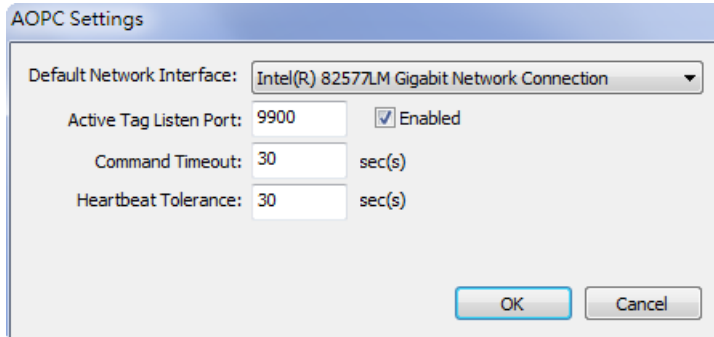 AOPC Settings
Default Network Interface: Intel(R) 82577LM Gigabit Network Connection
Active Tag Listen Port: 9900 Enabled
Command Timeout: 30 sec(s)
Heartbeat Tolerance: 30 sec(s)
OK Cancel